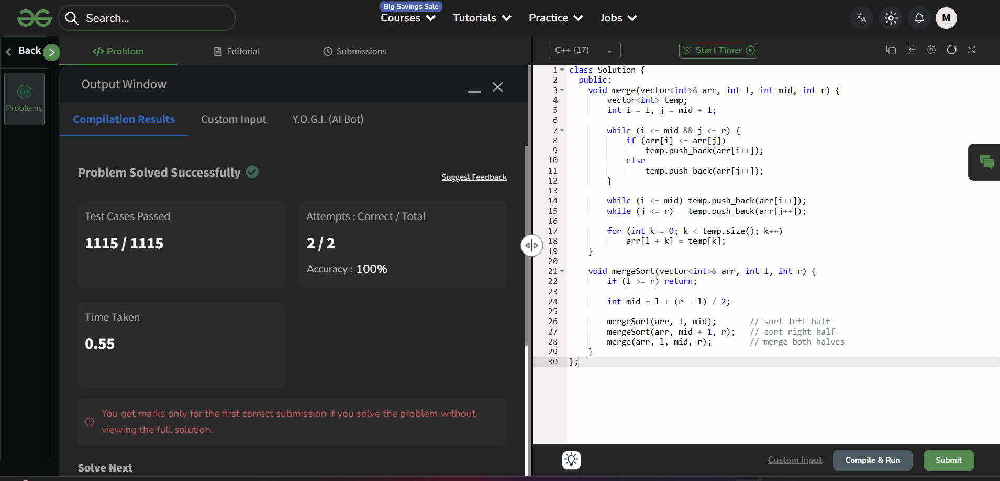 Search...
Big Savings Sale
Courses
Tutorials
Practice
Jobs
M
Back
Problems
</> Problem
Editorial
Submissions
Output Window
Compilation Results
Custom Input
Y.O.G.I. (AI Bot)
Problem Solved Successfully
Suggest Feedback
Test Cases Passed
1115 / 1115
Attempts : Correct / Total
2 / 2
Accuracy : 100%
Time Taken
0.55
You get marks only for the first correct submission if you solve the problem without
viewing the full solution.
Solve Next
C++ (17)
Start Timer
1 class Solution {
2   public:
3     void merge(vector<int>& arr, int l, int mid, int r) {
4         vector<int> temp;
5         int i = l, j = mid + 1;
6
7         while (i <= mid && j <= r) {
8             if (arr[i] <= arr[j])
9                 temp.push_back(arr[i++]);
10             else
11                 temp.push_back(arr[j++]);
12         }
13
14         while (i <= mid) temp.push_back(arr[i++]);
15         while (j <= r)   temp.push_back(arr[j++]);
16
17         for (int k = 0; k < temp.size(); k++)
18             arr[l + k] = temp[k];
19     }
20
21     void mergeSort(vector<int>& arr, int l, int r) {
22         if (l >= r) return;
23
24         int mid = l + (r - l) / 2;
25
26         mergeSort(arr, l, mid);       // sort left half
27         mergeSort(arr, mid + 1, r);   // sort right half
28         merge(arr, l, mid, r);        // merge both halves
29     }
30 };
Custom Input
Compile & Run
Submit